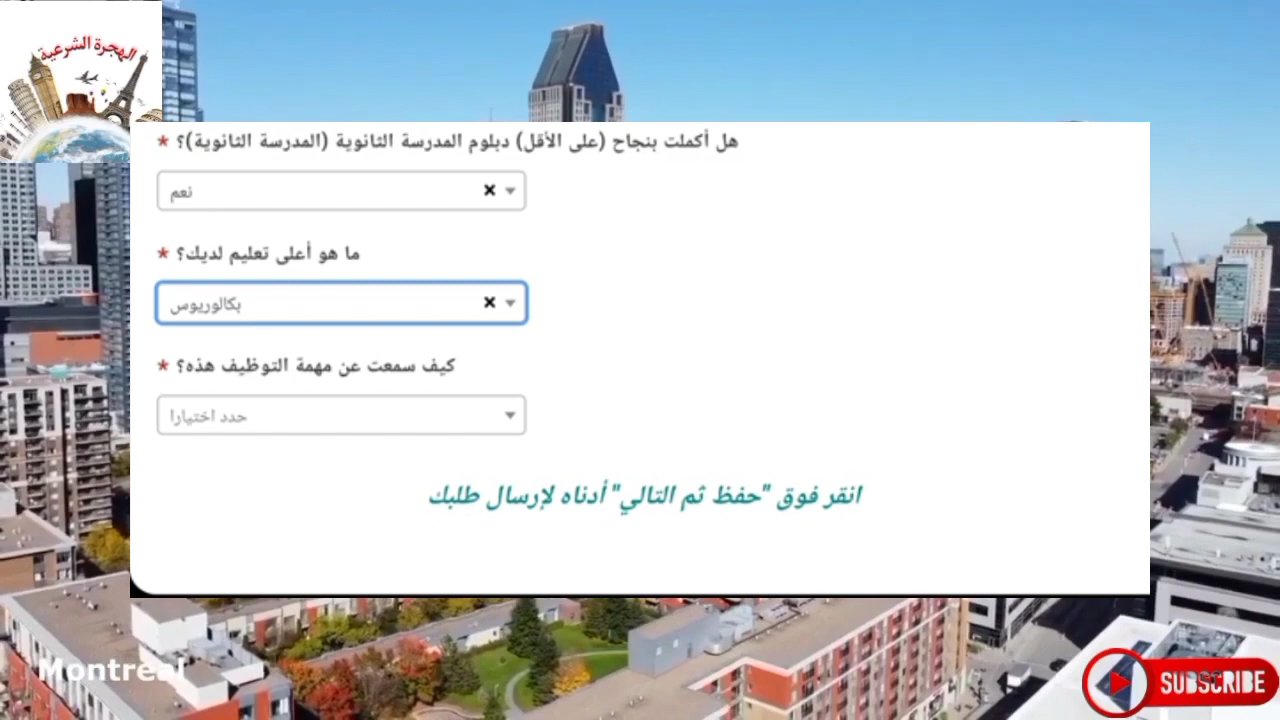 الهجرة الشرعية
هل أكملت بنجاح (على الأقل) دبلوم المدرسة الثانوية (المدرسة الثانوية)؟ *
نعم
ما هو أعلى تعليم لديك؟ *
بكالوريوس
كيف سمعت عن مهمة التوظيف هذه؟ *
حدد اختيارا
انقر فوق "حفظ ثم التالي" أدناه لإرسال طلبك
Montreal
SUBSCRIBE